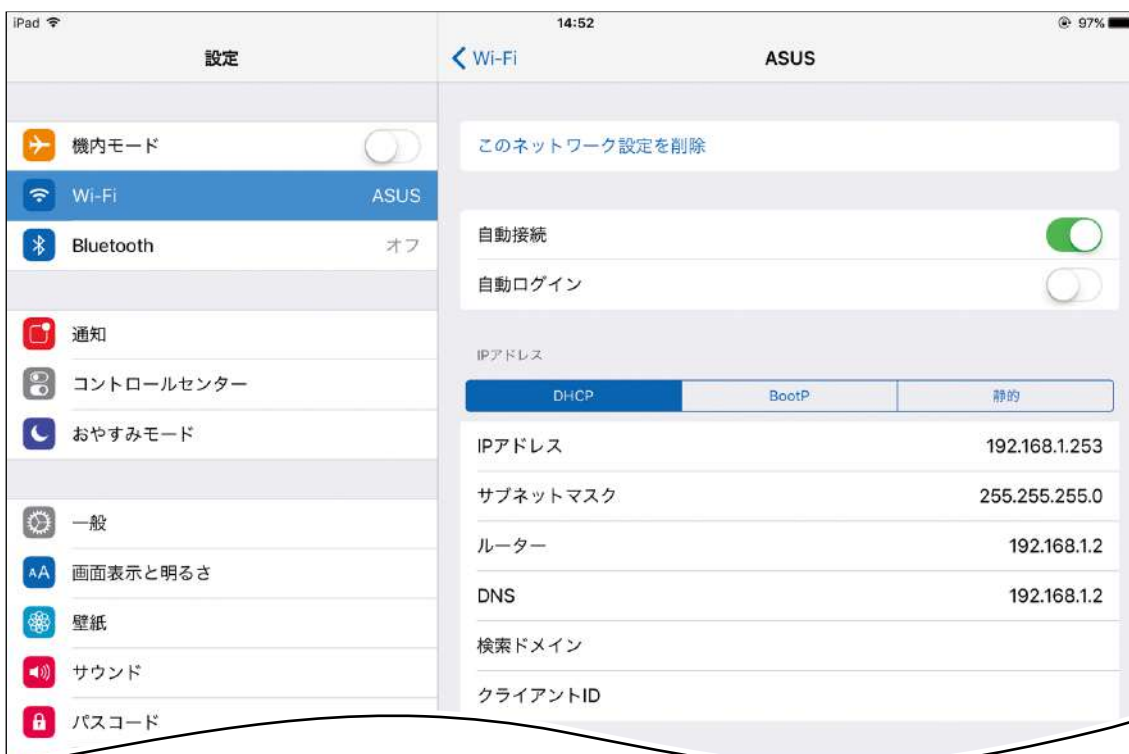 iPad 14:52 97%
設定
Wi-Fi ASUS
機内モード
Wi-Fi ASUS
Bluetooth オフ
通知
コントロールセンター
おやすみモード
一般
AA 画面表示と明るさ
壁紙
サウンド
パスコード
このネットワーク設定を削除
自動接続
自動ログイン
IPアドレス
DHCP BootP 静的
IPアドレス 192.168.1.253
サブネットマスク 255.255.255.0
ルーター 192.168.1.2
DNS 192.168.1.2
検索ドメイン
クライアントID